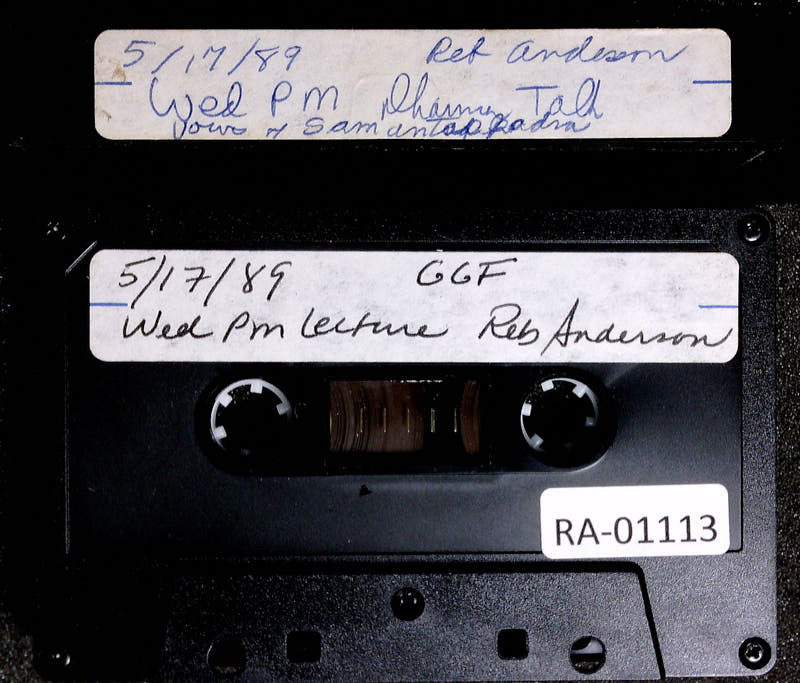 5/17/89 Reb Anderson
Wed PM Dharma Talk
Vows of Samantabhadra
5/17/89 GGF
Wed Pm Lecture Reb Anderson
RA-01113